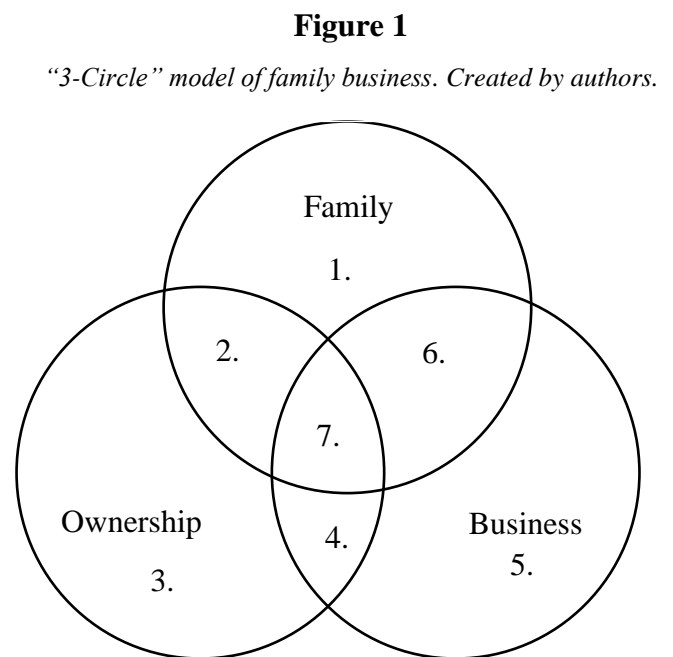 Figure 1
“3-Circle” model of family business. Created by authors.
Family
1.
2.
6.
7.
Ownership
Business
4.
3.
5.